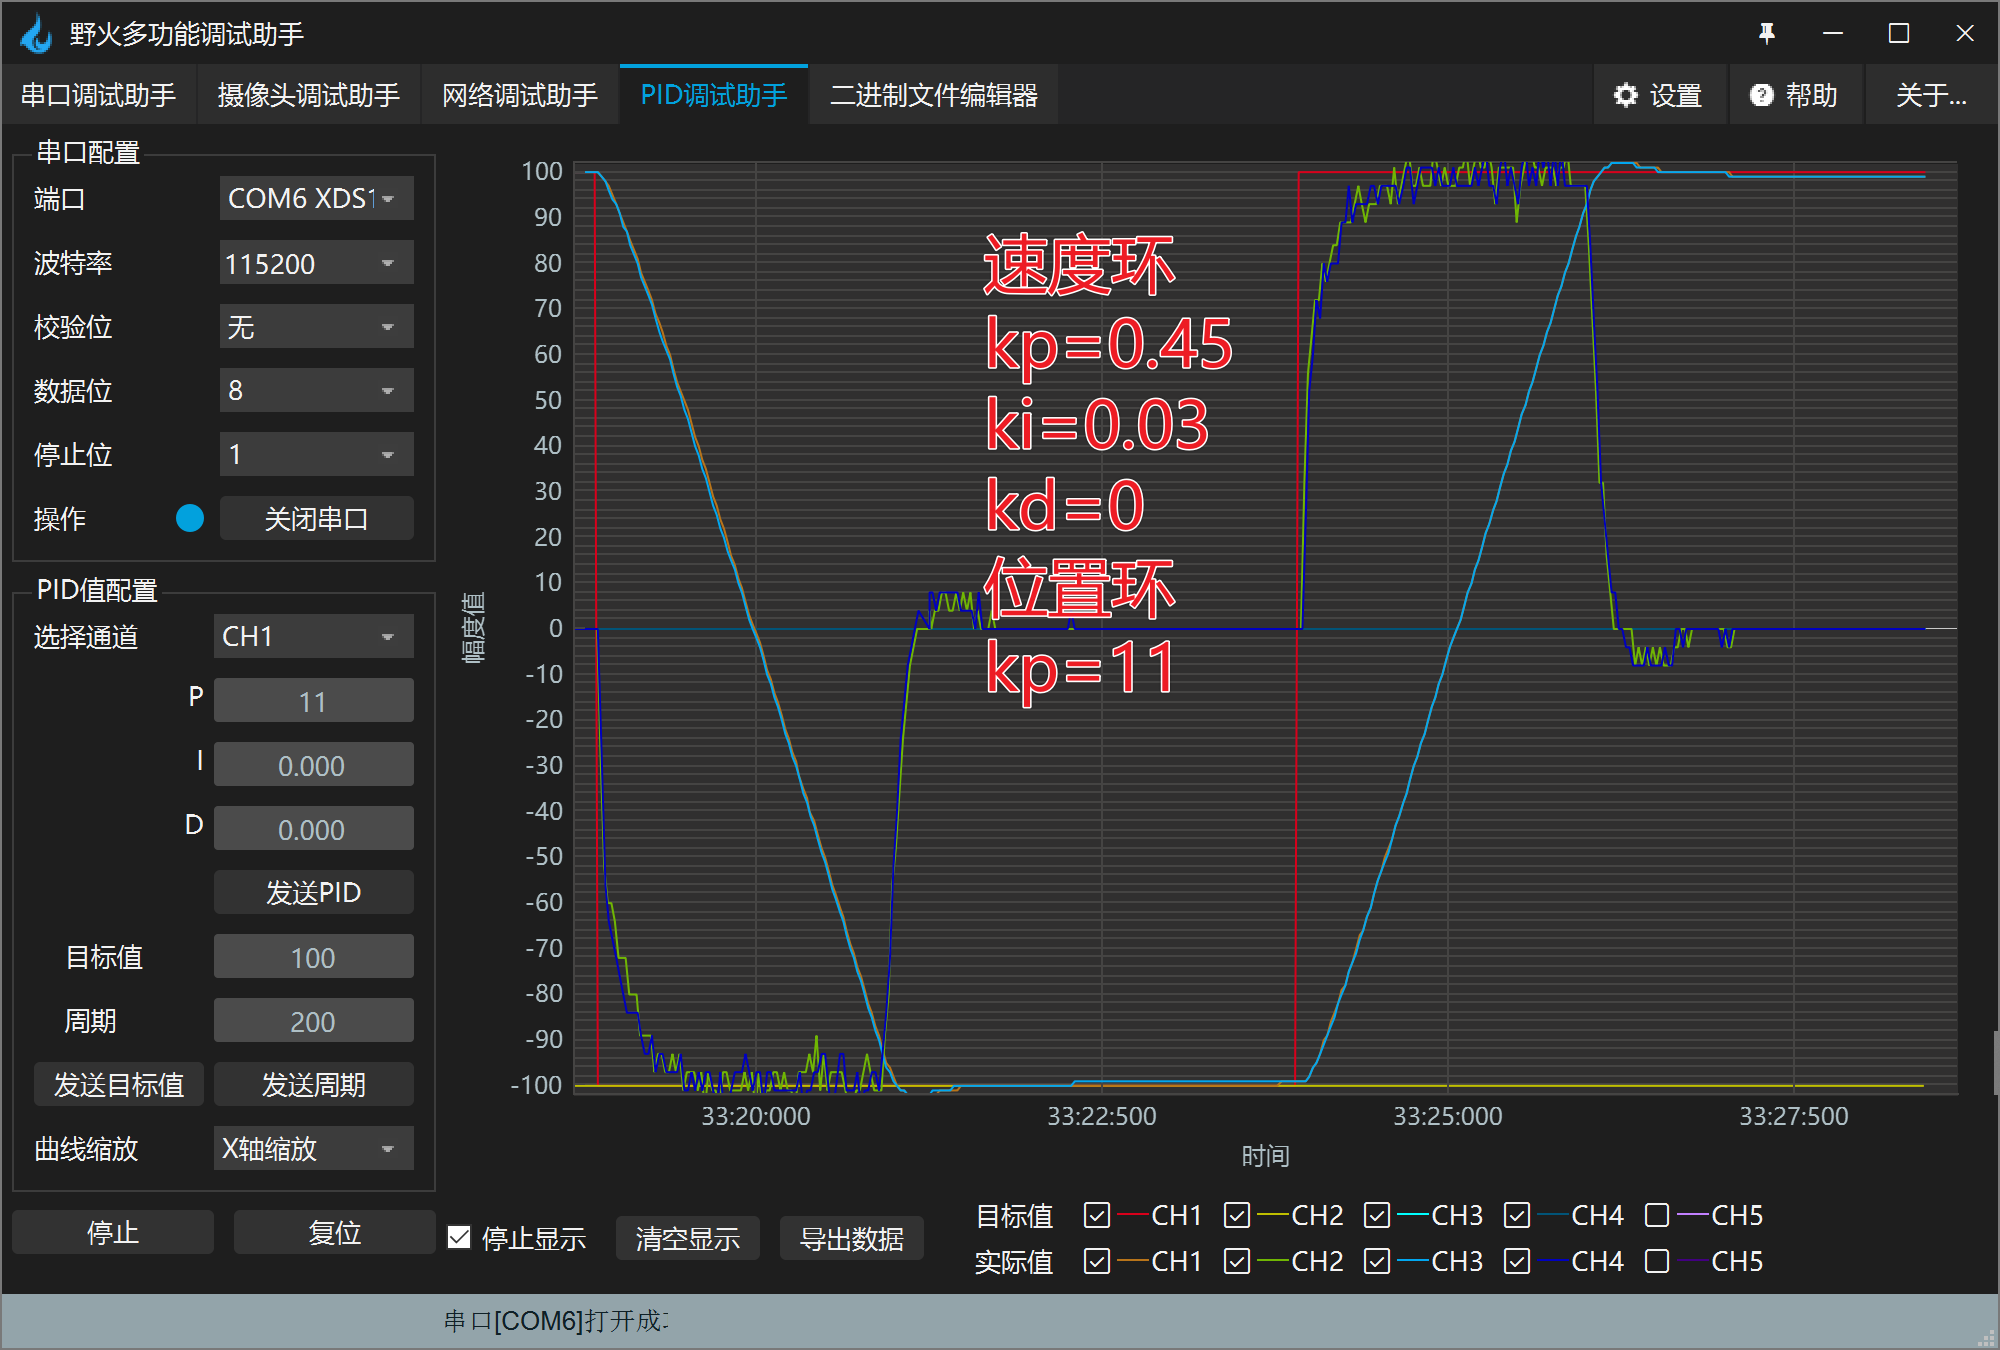 野火多功能调试助手
串口调试助手 摄像头调试助手 网络调试助手 PID调试助手 二进制文件编辑器 设置 帮助 关于...
串口配置
端口 COM6 XDS1
波特率 115200
校验位 无
数据位 8
停止位 1
操作 关闭串口
PID值配置
选择通道 CH1
P 11
I 0.000
D 0.000
发送PID
目标值 100
周期 200
发送目标值 发送周期
曲线缩放 X轴缩放
停止 复位
幅度值
100
90
80
70
60
50
40
30
20
10
0
-10
-20
-30
-40
-50
-60
-70
-80
-90
-100
速度环
kp=0.45
ki=0.03
kd=0
位置环
kp=11
33:20:000 33:22:500 33:25:000 33:27:500
时间
停止显示 清空显示 导出数据
目标值 CH1 CH2 CH3 CH4 CH5
实际值 CH1 CH2 CH3 CH4 CH5
串口[COM6]打开成